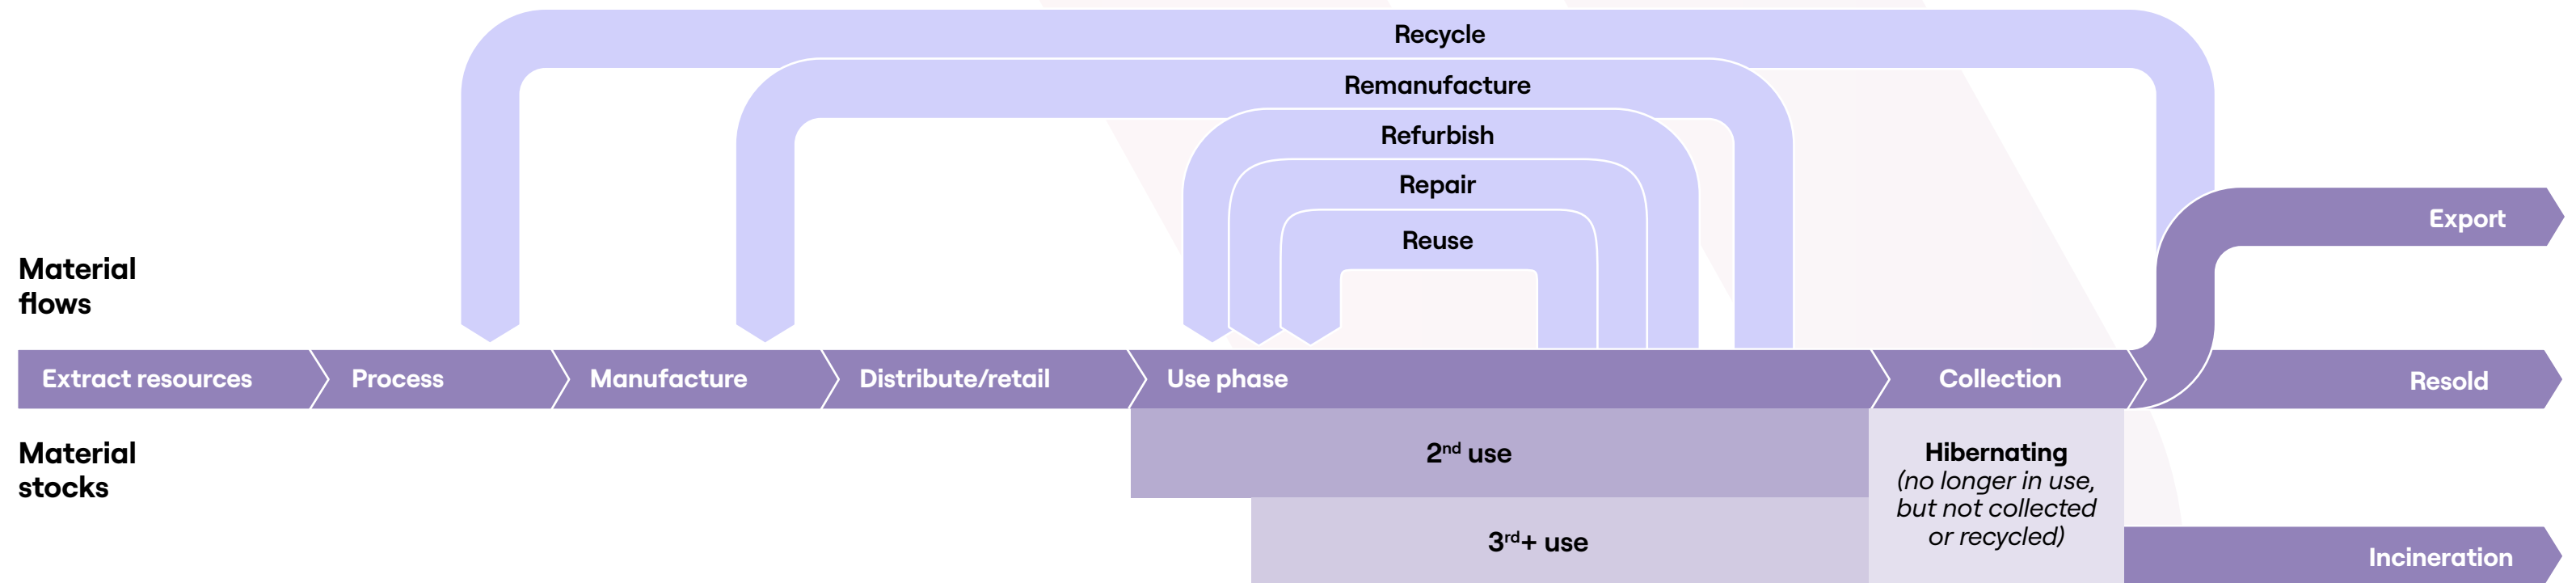 Recycle
Remanufacture
Refurbish
Repair
Reuse
Export
Material
flows
Extract resources
Process
Manufacture
Distribute/retail
Use phase
Collection
Resold
Material
stocks
2nd use
Hibernating
(no longer in use,
but not collected
or recycled)
3rd+ use
Incineration